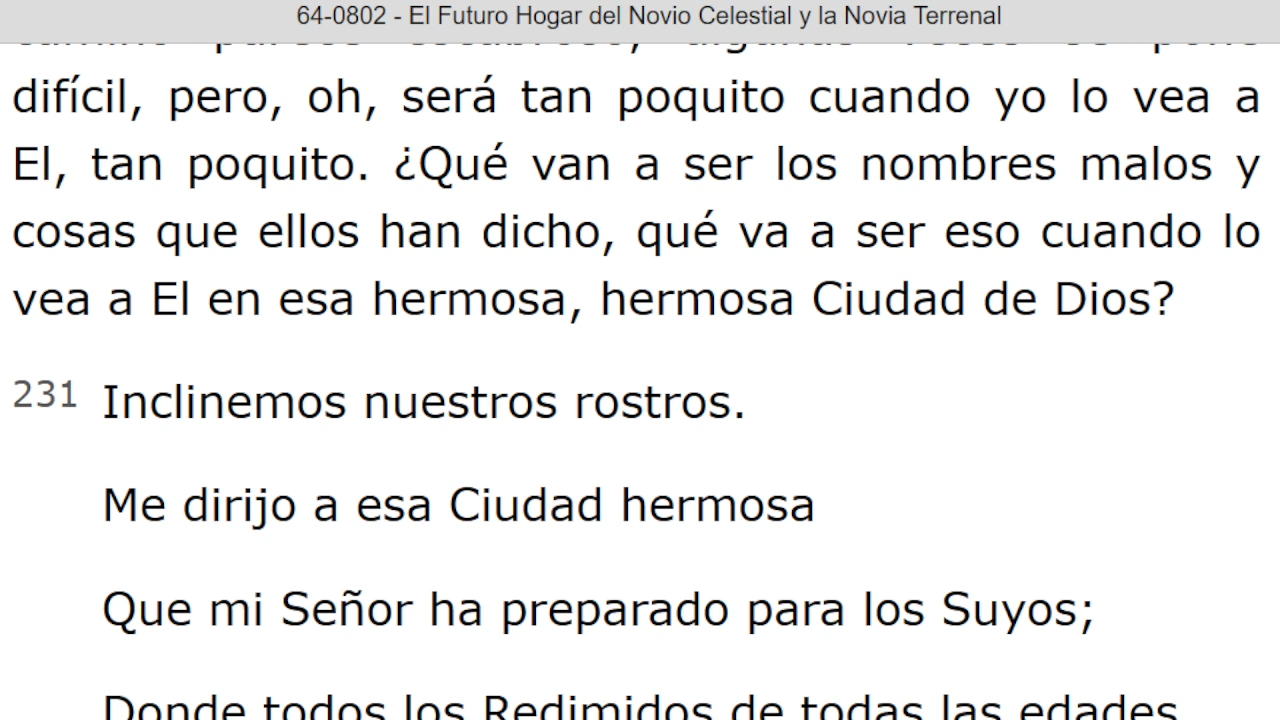 64-0802 - El Futuro Hogar del Novio Celestial y la Novia Terrenal
difícil, pero, oh, será tan poquito cuando yo lo vea a
El, tan poquito. ¿Qué van a ser los nombres malos y
cosas que ellos han dicho, qué va a ser eso cuando lo
vea a El en esa hermosa, hermosa Ciudad de Dios?
231 Inclinemos nuestros rostros.
Me dirijo a esa Ciudad hermosa
Que mi Señor ha preparado para los Suyos;
Donde todos los Redimidos de todas las edades